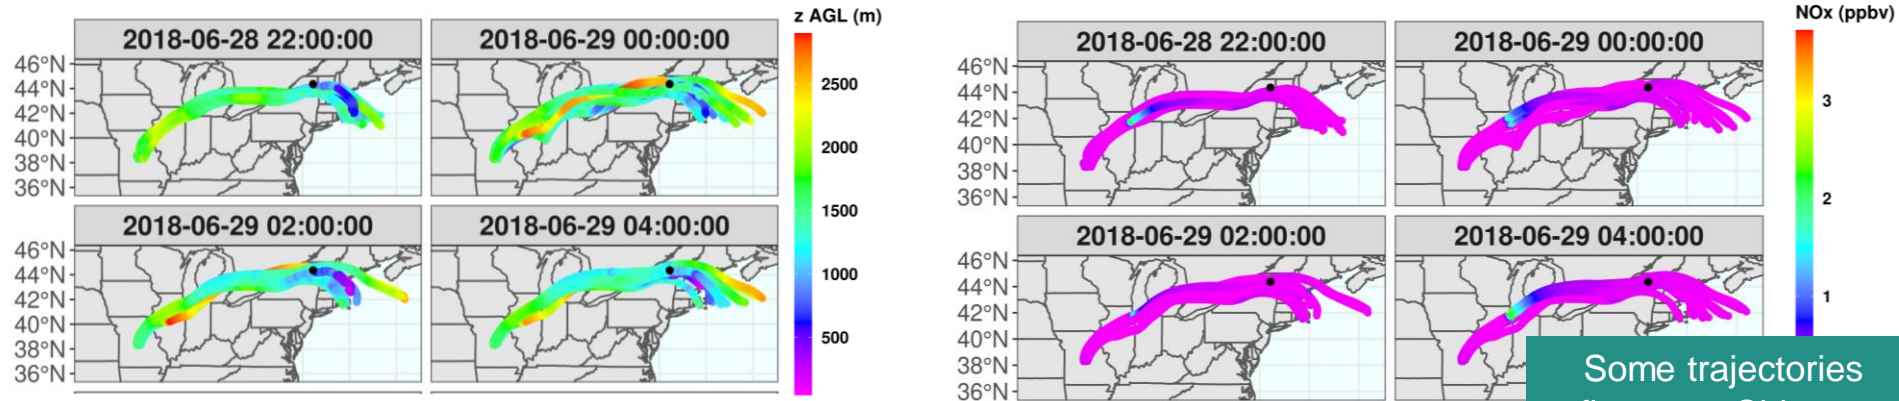 z AGL (m)
2018-06-28 22:00:00
2018-06-29 00:00:00
46°N
44°N
42°N
40°N
38°N
36°N
2018-06-29 02:00:00
2018-06-29 04:00:00
46°N
44°N
42°N
40°N
38°N
36°N
2500
2000
1500
1000
500
NOx (ppbv)
2018-06-28 22:00:00
2018-06-29 00:00:00
46°N
44°N
42°N
40°N
38°N
36°N
2018-06-29 02:00:00
2018-06-29 04:00:00
46°N
44°N
42°N
40°N
38°N
36°N
3
2
1
Some trajectories